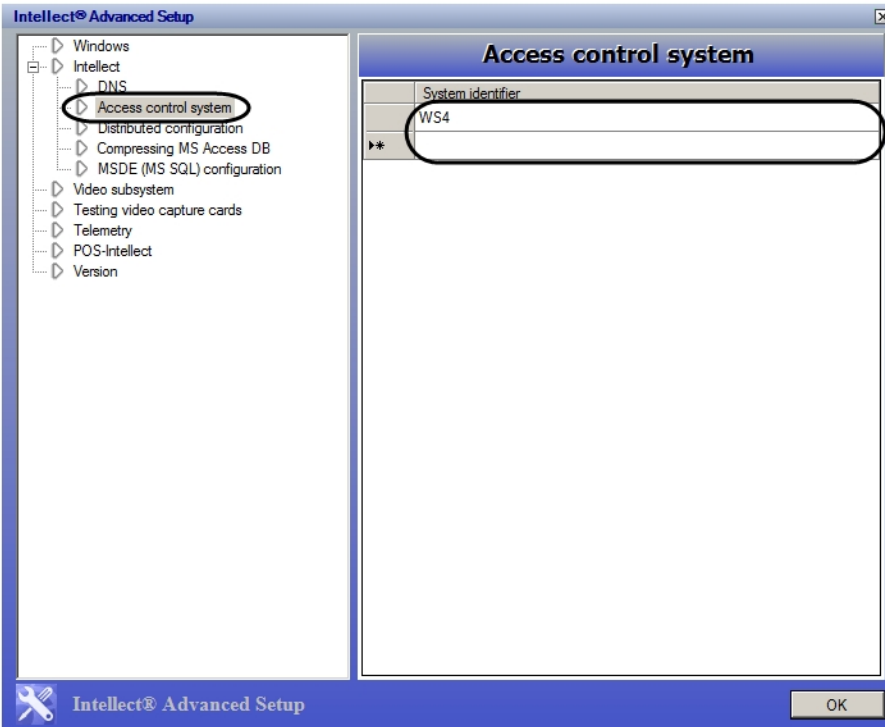 Intellect® Advanced Setup
Windows
Intellect
DNS
Access control system
Distributed configuration
Compressing MS Access DB
MSDE (MS SQL) configuration
Video subsystem
Testing video capture cards
Telemetry
POS-Intellect
Version
Access control system
System identifier
WS4
Intellect® Advanced Setup
OK